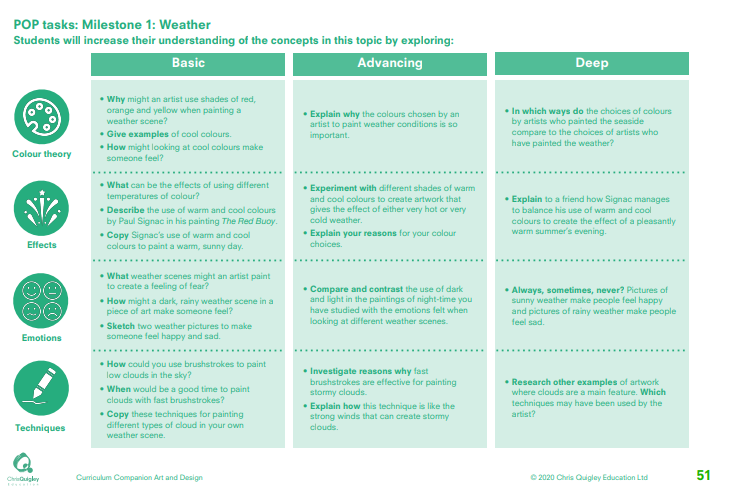 POP tasks: Milestone 1: Weather
Students will increase their understanding of the concepts in this topic by exploring:
Basic
Advancing
Deep
Colour theory
• Why might an artist use shades of red,
orange and yellow when painting a
weather scene?
• Give examples of cool colours.
• How might looking at cool colours make
someone feel?
• Explain why the colours chosen by an
artist to paint weather conditions is so
important.
• In which ways do the choices of colours
by artists who painted the seaside
compare to the choices of artists who
have painted the weather?
Effects
• What can be the effects of using different
temperatures of colour?
• Describe the use of warm and cool colours
by Paul Signac in his painting The Red Buoy.
• Copy Signac's use of warm and cool
colours to paint a warm, sunny day.
• Experiment with different shades of warm
and cool colours to create artwork that
gives the effect of either very hot or very
cold weather.
• Explain your reasons for your colour
choices.
• Explain to a friend how Signac manages
to balance his use of warm and cool
colours to create the effect of a pleasantly
warm summer's evening.
Emotions
• What weather scenes might an artist paint
to create a feeling of fear?
• How might a dark, rainy weather scene in a
piece of art make someone feel?
• Sketch two weather pictures to make
someone feel happy and sad.
• Compare and contrast the use of dark
and light in the paintings of night-time you
have studied with the emotions felt when
looking at different weather scenes.
• Always, sometimes, never? Pictures of
sunny weather make people feel happy
and pictures of rainy weather make people
feel sad.
Techniques
• How could you use brushstrokes to paint
low clouds in the sky?
• When would be a good time to paint
clouds with fast brushstrokes?
• Copy these techniques for painting
different types of cloud in your own
weather scene.
• Investigate reasons why fast
brushstrokes are effective for painting
stormy clouds.
• Explain how this technique is like the
strong winds that can create stormy
clouds.
• Research other examples of artwork
where clouds are a main feature. Which
techniques may have been used by the
artist?
ChrisQuigley
EDUCATION
Curriculum Companion Art and Design
© 2020 Chris Quigley Education Ltd
51